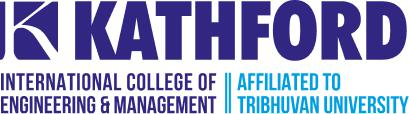 KATHFORD
INTERNATIONAL COLLEGE OF
ENGINEERING & MANAGEMENT
AFFILIATED TO
TRIBHUVAN UNIVERSITY